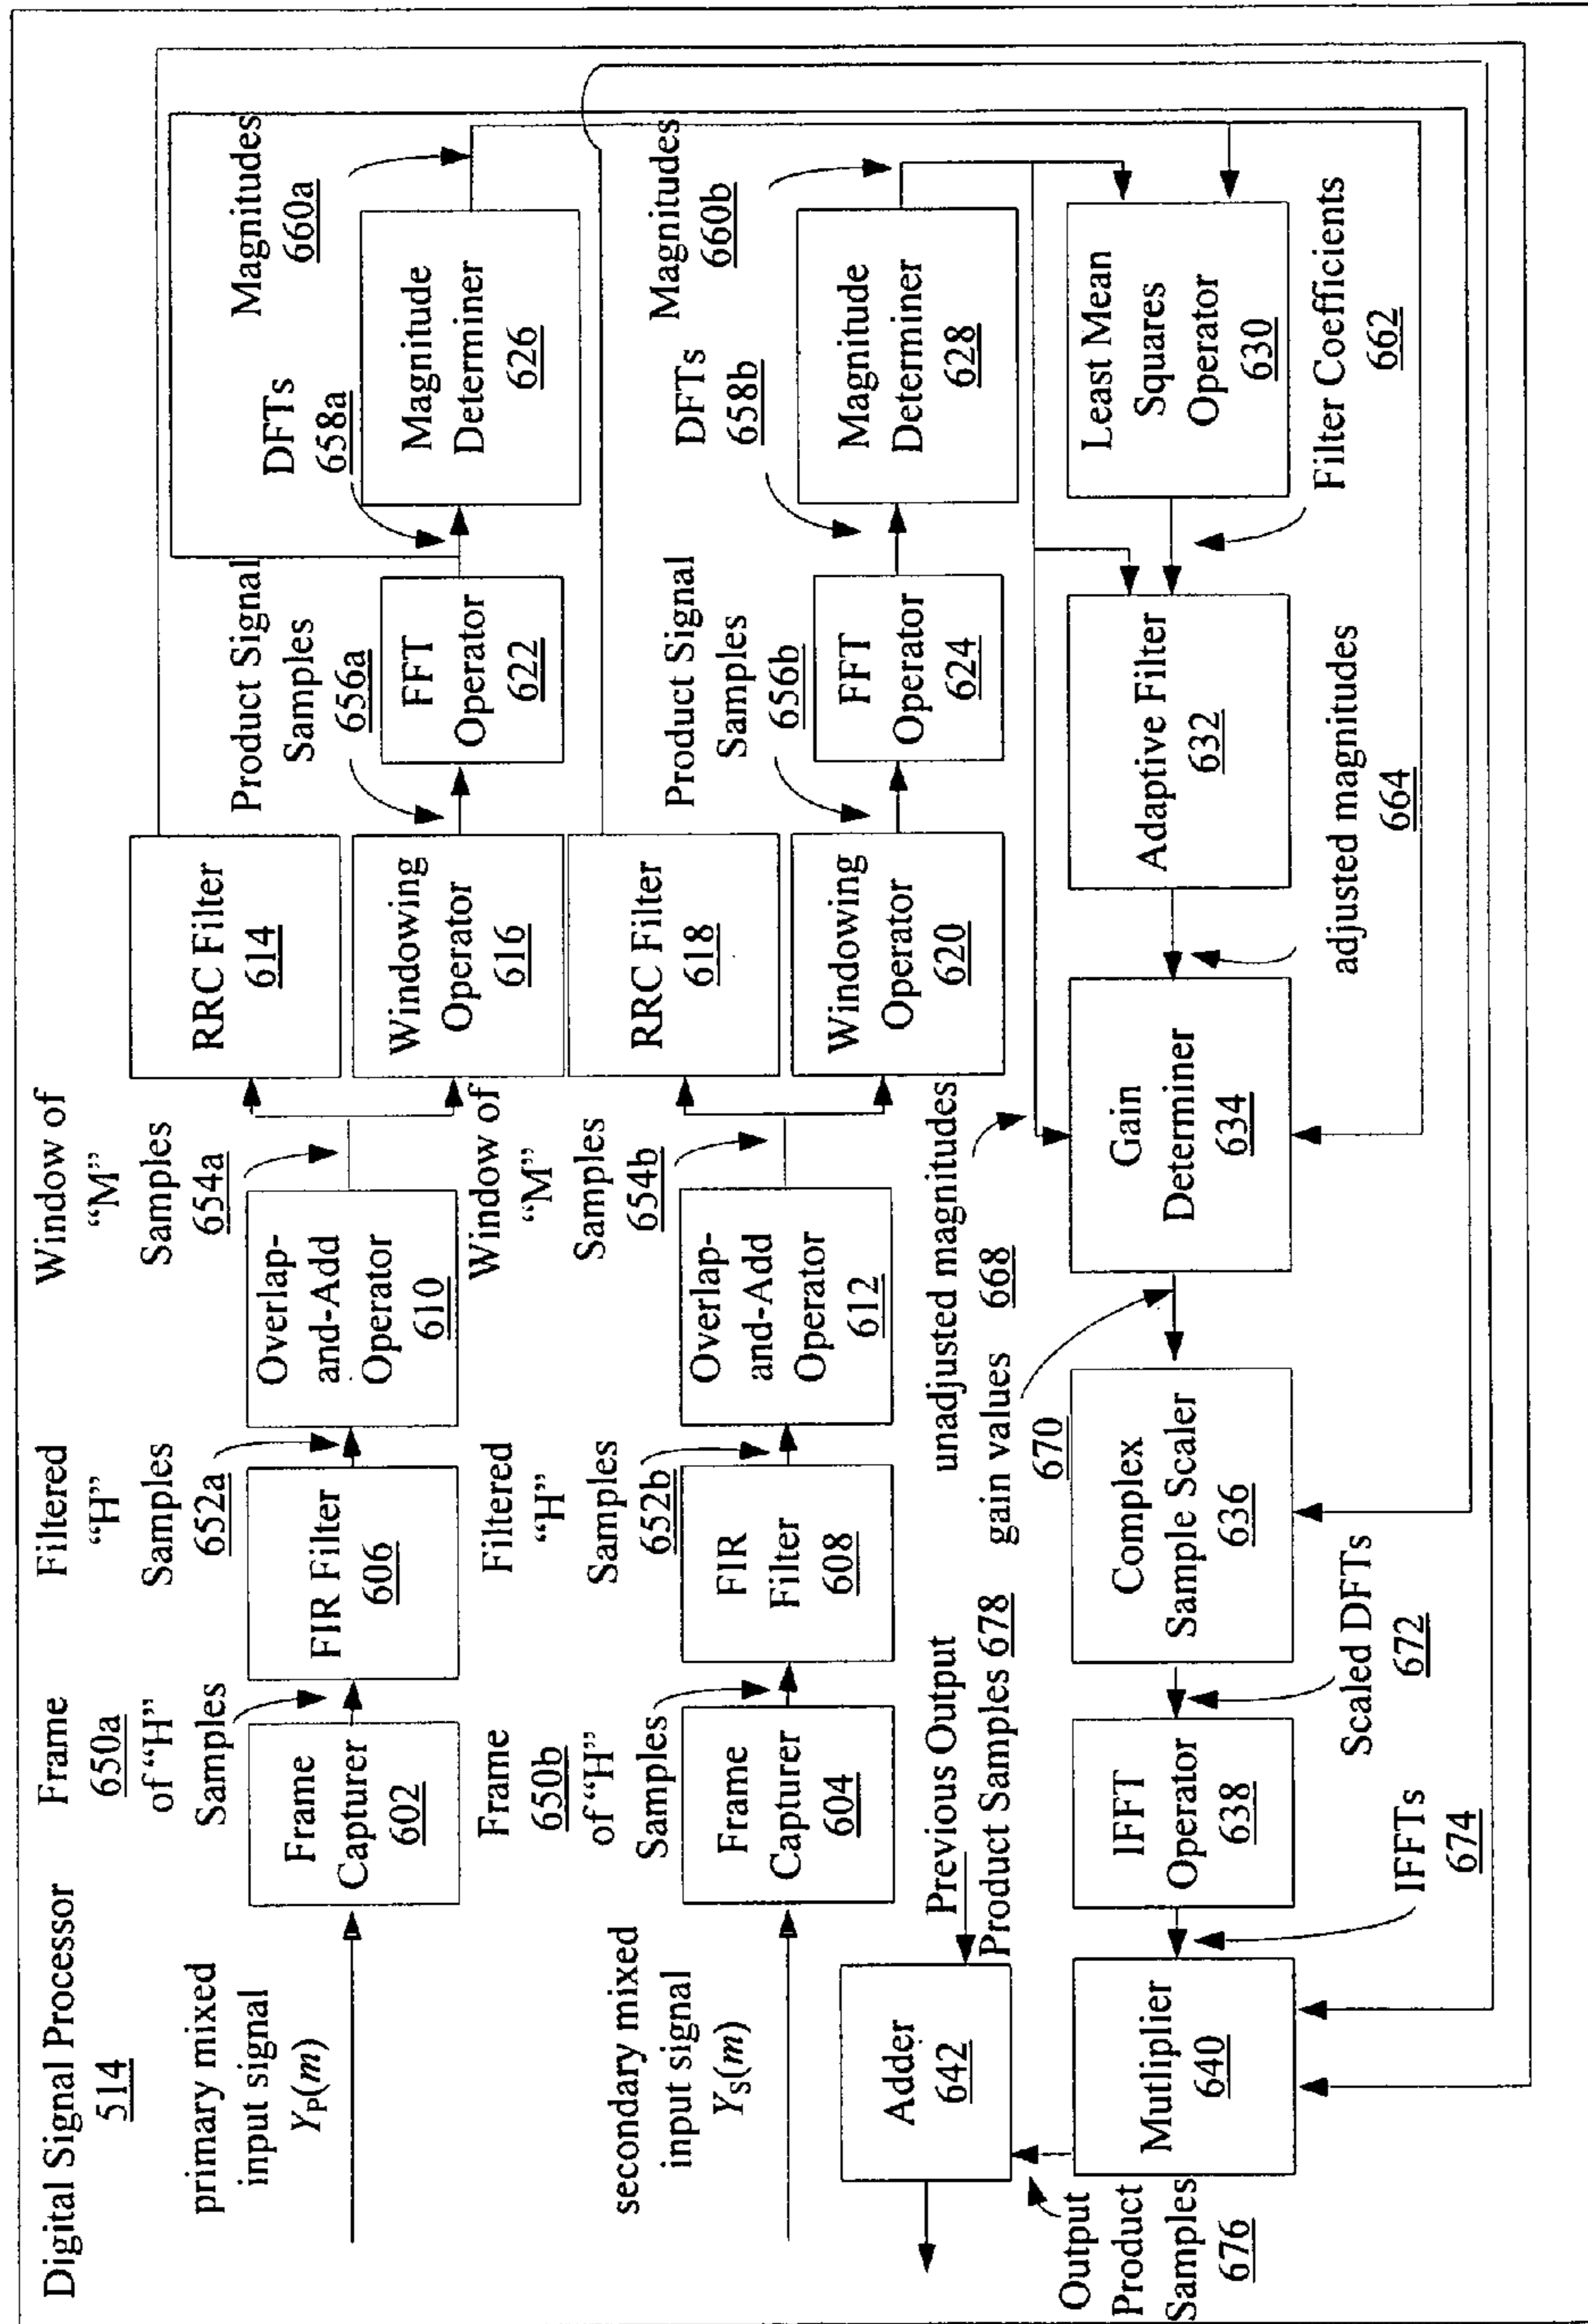 Digital Signal Processor
514
primary mixed
input signal
YP(m)
Frame
650a
of "H"
Samples
Frame
Capturer
602
Filtered
"H"
Samples
652a
FIR Filter
606
Window of
"M"
Samples
654a
Overlap-
and-Add
Operator
610
RRC Filter
614
Windowing
Operator
616
Product Signal
Samples
656a
FFT
Operator
622
DFTs
658a
Magnitude
Determiner
626
Magnitudes
660a
secondary mixed
input signal
YS(m)
Frame
650b
of "H"
Samples
Frame
Capturer
604
Filtered
"H"
Samples
652b
FIR
Filter
608
Window of
"M"
Samples
654b
Overlap-
and-Add
Operator
612
RRC Filter
618
Windowing
Operator
620
Product Signal
Samples
656b
FFT
Operator
624
DFTs
658b
Magnitude
Determiner
628
Magnitudes
660b
Least Mean
Squares
Operator
630
Filter Coefficients
662
Adaptive Filter
632
adjusted magnitudes
664
unadjusted magnitudes
668
Gain
Determiner
634
gain values
670
Complex
Sample Scaler
636
Scaled DFTs
672
IFFT
Operator
638
IFFTs
674
Mutliplier
640
Output
Product
Samples
676
Previous Output
Product Samples 678
Adder
642